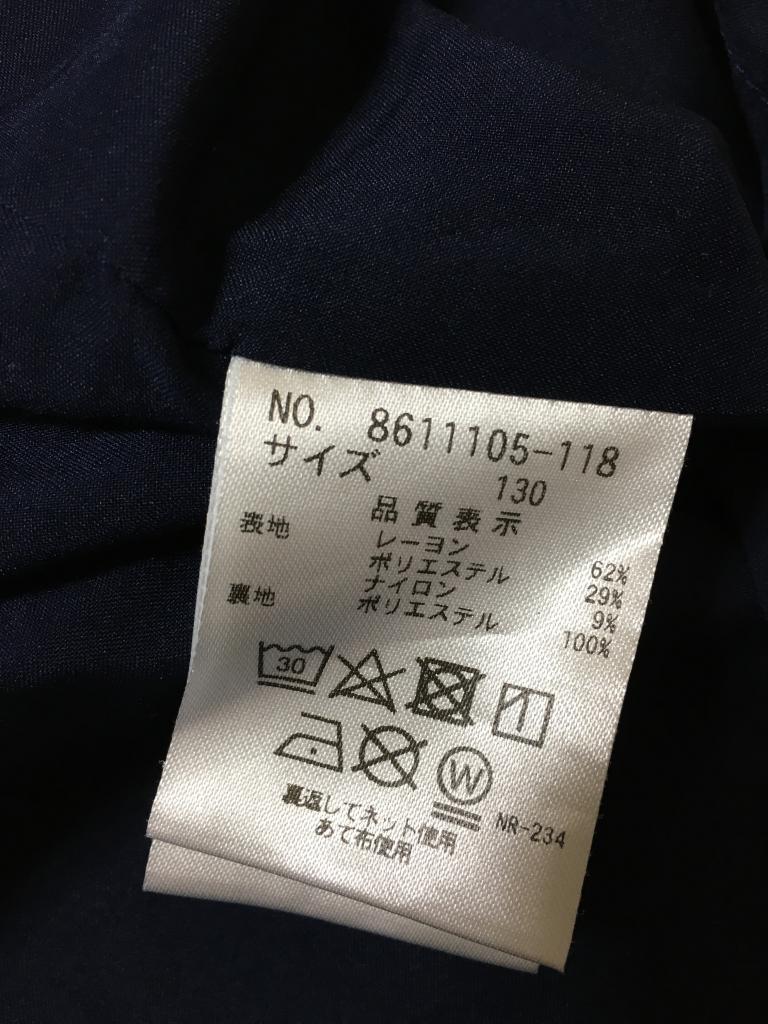 NO. 8611105-118
サイズ 130
品質表示
表地 レーヨン 62%
ポリエステル 29%
ナイロン 9%
裏地 ポリエステル 100%
30
W
裏返してネット使用
あて布使用
NR-234